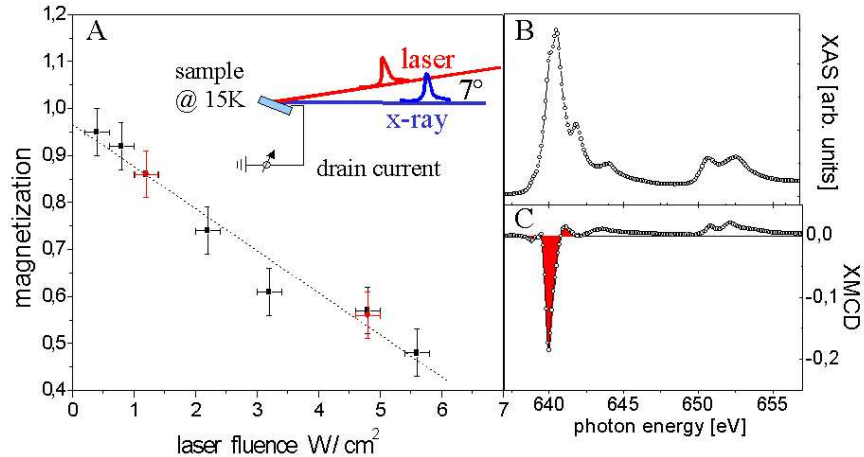 A
1,2
1,1
1,0
0,9
0,8
0,7
0,6
0,5
0,4
magnetization
0
1
2
3
4
5
6
7
laser fluence W/cm²
sample
@ 15K
laser
7°
x-ray
drain current
B
XAS [arb. units]
C
0,0
-0,1
-0,2
XMCD
640
645
650
655
photon energy [eV]